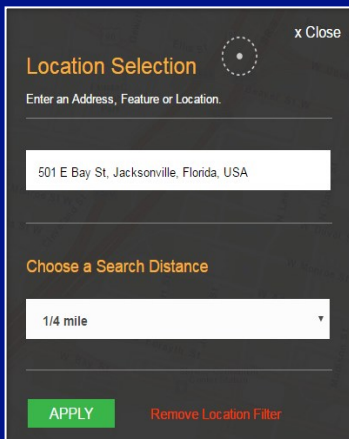 x Close
Location Selection
Enter an Address, Feature or Location.
501 E Bay St, Jacksonville, Florida, USA
Choose a Search Distance
1/4 mile
APPLY
Remove Location Filter